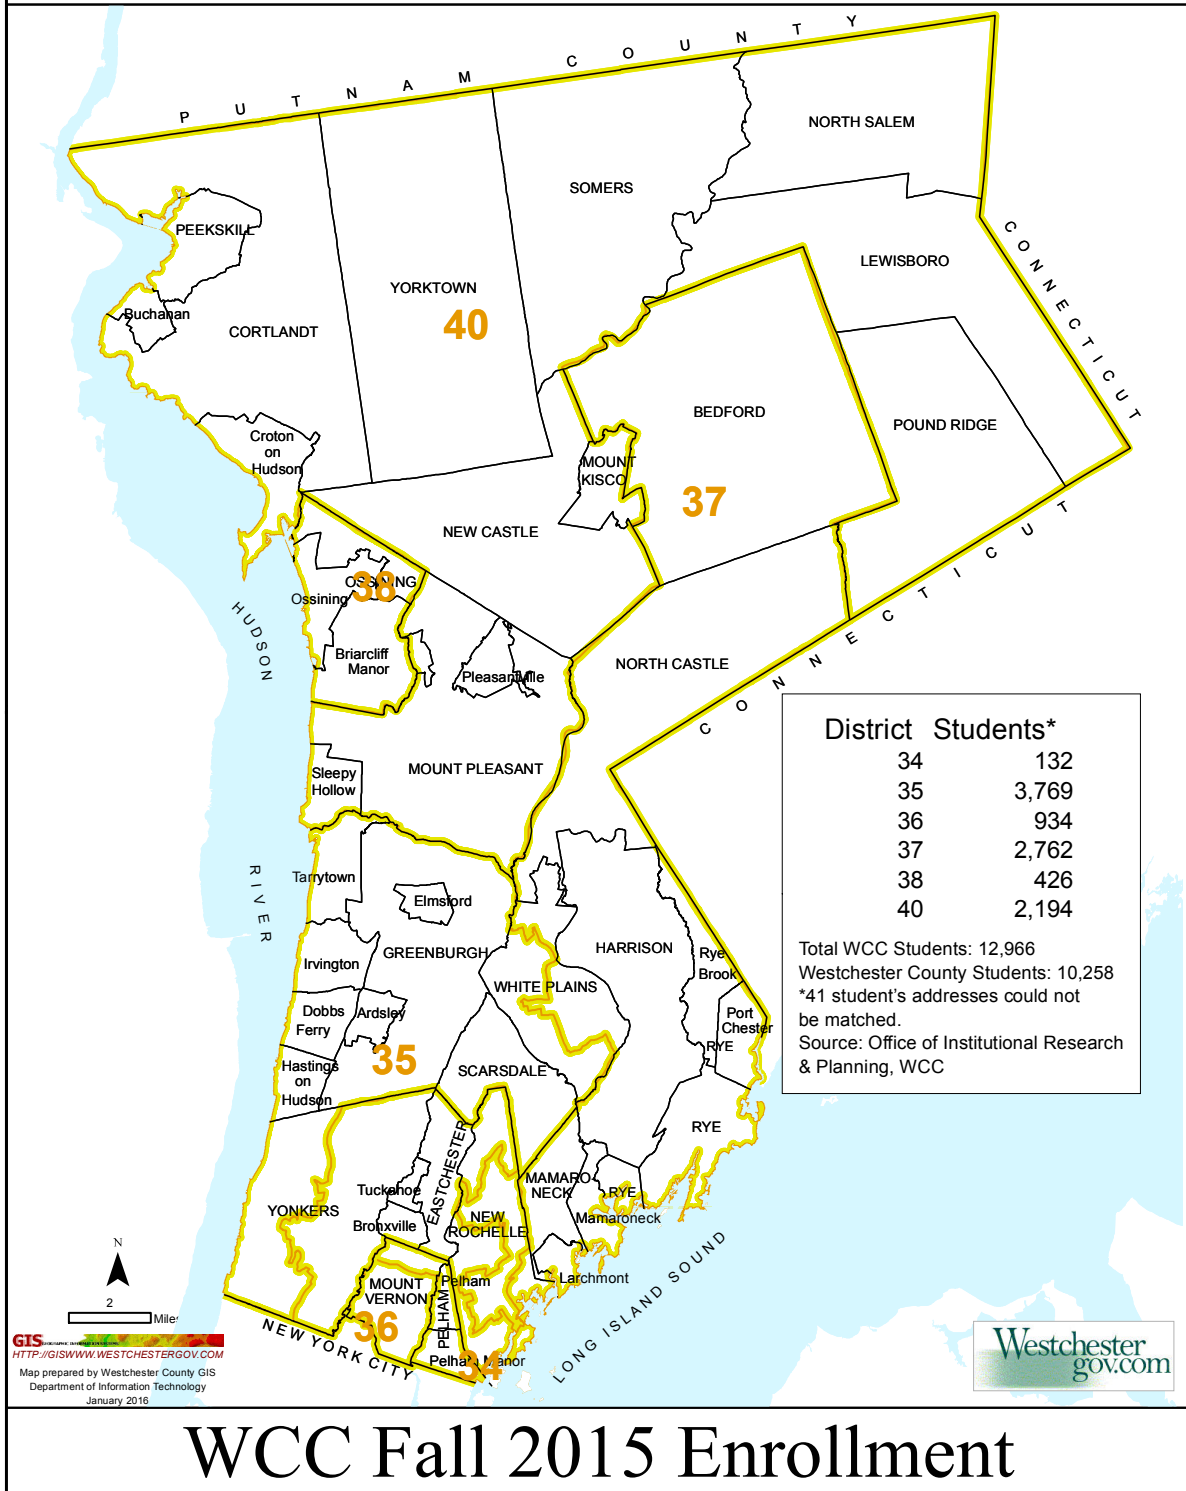 PUTNAM COUNTY
NORTH SALEM
SOMERS
PEEKSKILL
CONNECTICUT
LEWISBORO
YORKTOWN
Buchanan
40
CORTLANDT
BEDFORD
POUND RIDGE
Croton
on
Hudson
MOUNT
KISCO
37
NEW CASTLE
CONNECTICUT
OSSINING
38
Ossining
HUDSON
Briarcliff
Manor
Pleasantville
NORTH CASTLE
MOUNT PLEASANT
Sleepy
Hollow
District Students*
34 132
35 3,769
36 934
37 2,762
38 426
40 2,194
Total WCC Students: 12,966
Westchester County Students: 10,258
*41 student's addresses could not
be matched.
Source: Office of Institutional Research
& Planning, WCC
Tarrytown
RIVER
Elmsford
GREENBURGH
HARRISON
Rye
Brook
Irvington
WHITE PLAINS
Dobbs
Ferry
Ardsley
Port
Chester
RYE
35
Hastings
on
Hudson
SCARSDALE
RYE
EASTCHESTER
Tuckahoe
MAMARO
NECK
RYE
YONKERS
Bronxville
NEW
ROCHELLE
Mamaroneck
LONG ISLAND SOUND
MOUNT
VERNON
Pelham
PELHAM
Larchmont
36
NEW YORK CITY
Pelham Manor
34
N
2
Miles
GIS
HTTP://GISWWW.WESTCHESTERGOV.COM
Map prepared by Westchester County GIS
Department of Information Technology
January 2016
Westchester
gov.com
WCC Fall 2015 Enrollment